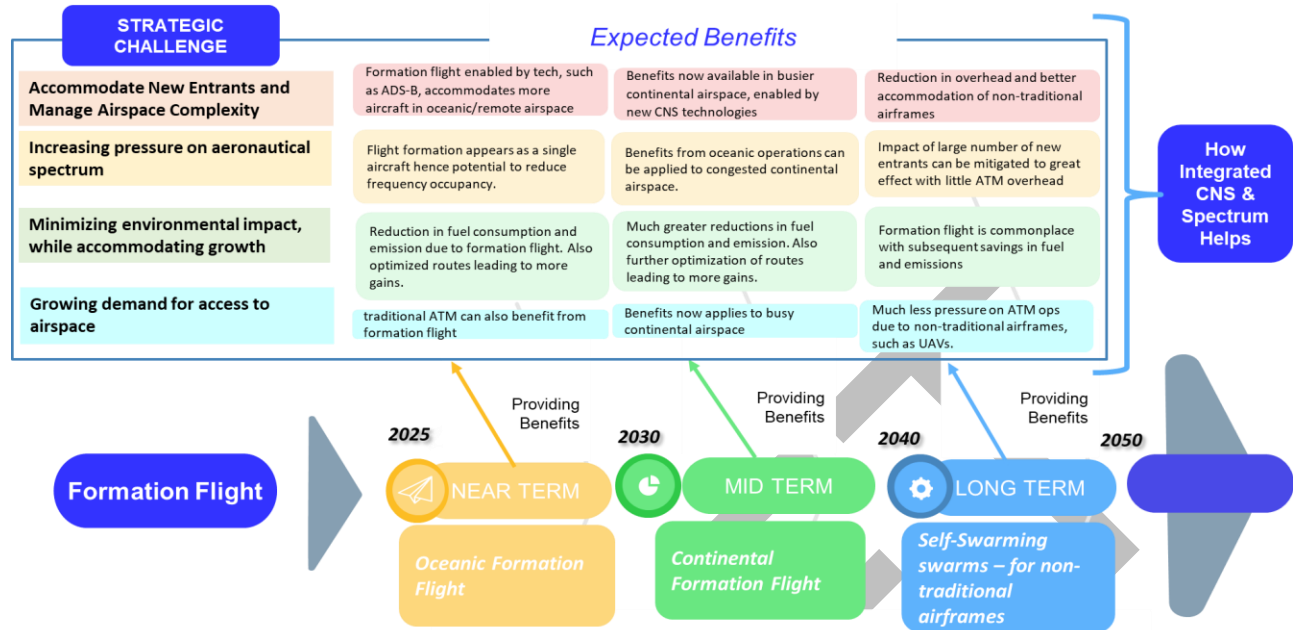 STRATEGIC
CHALLENGE
Expected Benefits
Accommodate New Entrants and
Manage Airspace Complexity
Formation flight enabled by tech, such
as ADS-B, accommodates more
aircraft in oceanic/remote airspace
Benefits now available in busier
continental airspace, enabled by
new CNS technologies
Reduction in overhead and better
accommodation of non-traditional
airframes
Increasing pressure on aeronautical
spectrum
Flight formation appears as a single
aircraft hence potential to reduce
frequency occupancy.
Benefits from oceanic operations can
be applied to congested continental
airspace.
Impact of large number of new
entrants can be mitigated to great
effect with little ATM overhead
Minimizing environmental impact,
while accommodating growth
Reduction in fuel consumption and
emission due to formation flight. Also
optimized routes leading to more
gains.
Much greater reductions in fuel
consumption and emission. Also
further optimization of routes
leading to more gains.
Formation flight is commonplace
with subsequent savings in fuel
and emissions
Growing demand for access to
airspace
traditional ATM can also benefit from
formation flight
Benefits now applies to busy
continental airspace
Much less pressure on ATM ops
due to non-traditional airframes,
such as UAVs.
How
Integrated
CNS &
Spectrum
Helps
Providing
Benefits
Providing
Benefits
Providing
Benefits
2025
2030
2040
2050
Formation Flight
NEAR TERM
MID TERM
LONG TERM
Oceanic Formation
Flight
Continental
Formation Flight
Self-Swarming
swarms – for non-
traditional
airframes